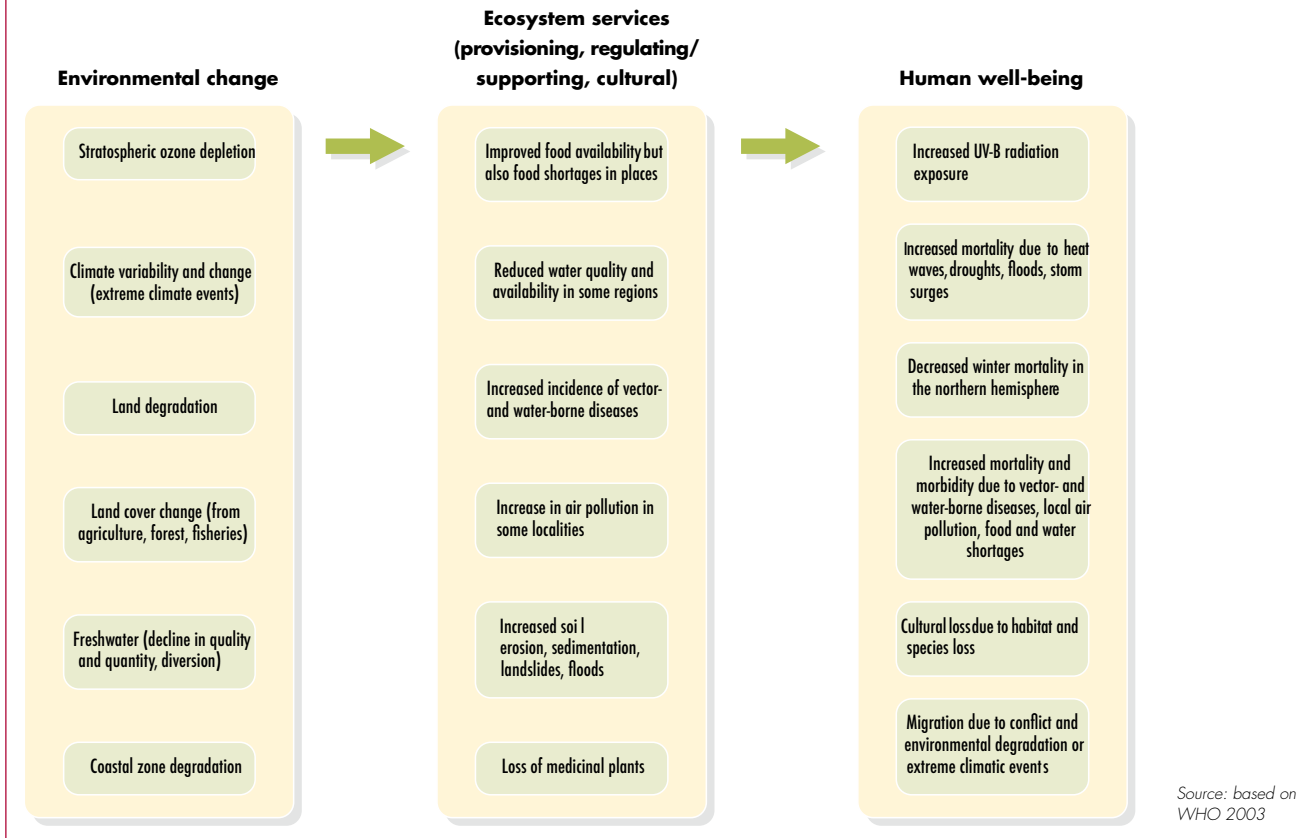 Environmental change
Stratospheric ozone depletion
Climate variability and change
(extreme climate events)
Land degradation
Land cover change (from
agriculture, forest, fisheries)
Freshwater (decline in quality
and quantity, diversion)
Coastal zone degradation
Ecosystem services
(provisioning, regulating/
supporting, cultural)
Improved food availability but
also food shortages in places
Reduced water quality and
availability in some regions
Increased incidence of vector-
and water-borne diseases
Increase in air pollution in
some localities
Increased soi l
erosion, sedimentation,
landslides, floods
Loss of medicinal plants
Human well-being
Increased UV-B radiation
exposure
Increased mortality due to heat
waves, droughts, floods, stom
surges
Decreased winter mortality in
the northern hemisphere
Increased mortality and
morbidity due to vector- and
water-borne diseases, local air
pollution, food and water
shortages
Cultural loss due to habitat and
species loss
Migration due to conflict and
environmental degradation or
extreme climatic events
Source: based on
WHO 2003